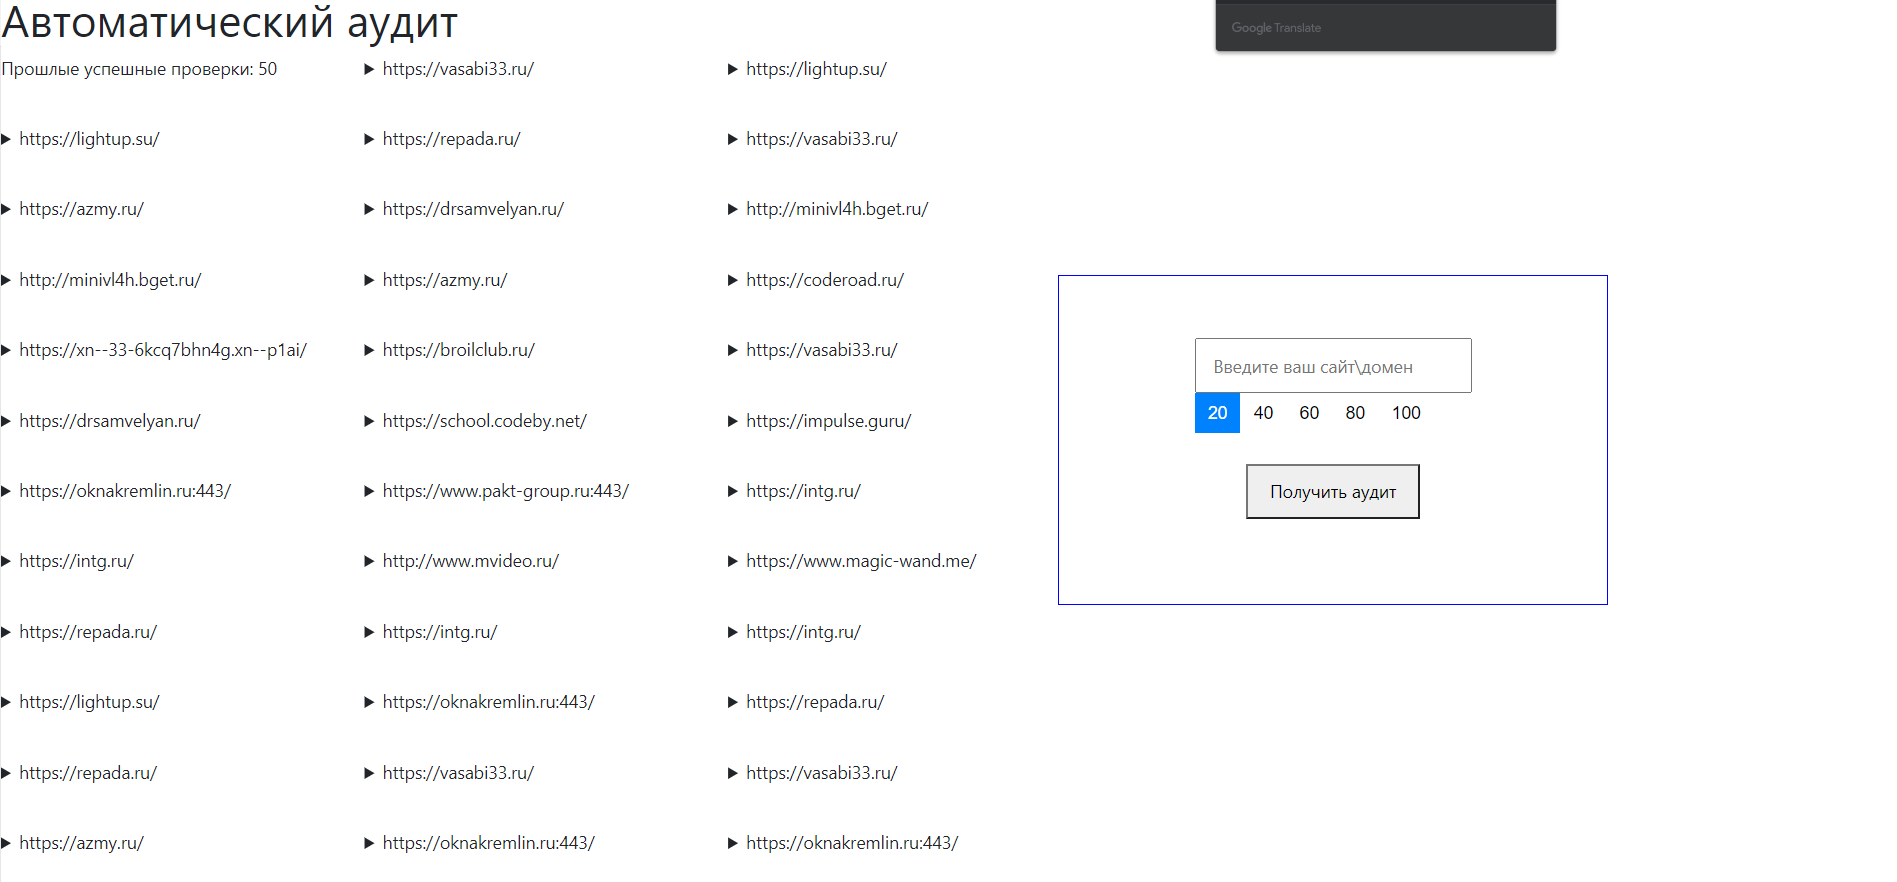 Автоматический аудит
Прошлые успешные проверки: 50
https://lightup.su/
https://azmy.ru/
http://minivl4h.bget.ru/
https://xn--33-6kcq7bhn4g.xn--p1ai/
https://drsamvelyan.ru/
https://oknakremlin.ru:443/
https://intg.ru/
https://repada.ru/
https://lightup.su/
https://repada.ru/
https://azmy.ru/
https://vasabi33.ru/
https://repada.ru/
https://drsamvelyan.ru/
https://azmy.ru/
https://broilclub.ru/
https://school.codeby.net/
https://www.pakt-group.ru:443/
http://www.mvideo.ru/
https://intg.ru/
https://oknakremlin.ru:443/
https://vasabi33.ru/
https://oknakremlin.ru:443/
https://lightup.su/
https://vasabi33.ru/
http://minivl4h.bget.ru/
https://coderoad.ru/
https://vasabi33.ru/
https://impulse.guru/
https://intg.ru/
https://www.magic-wand.me/
https://intg.ru/
https://repada.ru/
https://vasabi33.ru/
https://oknakremlin.ru:443/
Google Translate
Введите ваш сайт\домен
20 40 60 80 100
Получить аудит